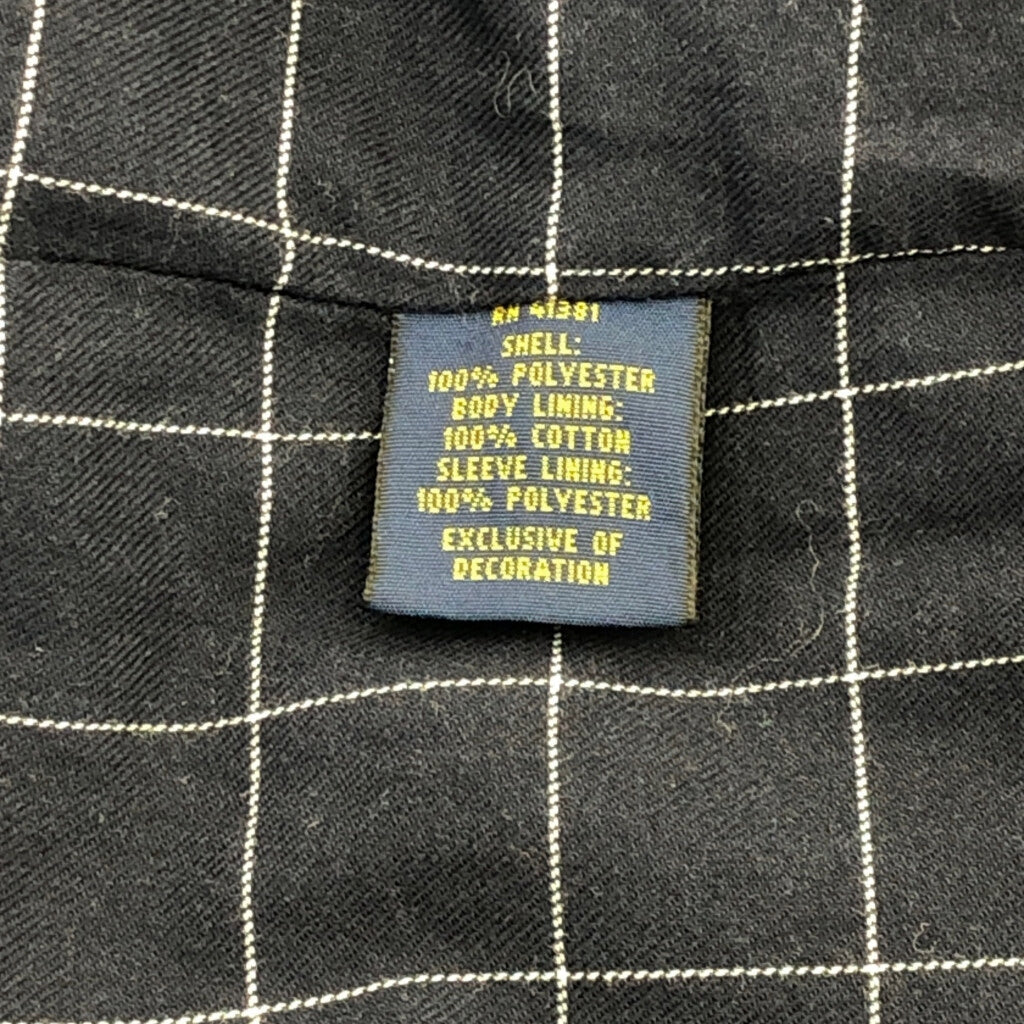 RN 41381
SHELL:
100% POLYESTER
BODY LINING:
100% COTTON
SLEEVE LINING:
100% POLYESTER
EXCLUSIVE OF
DECORATION